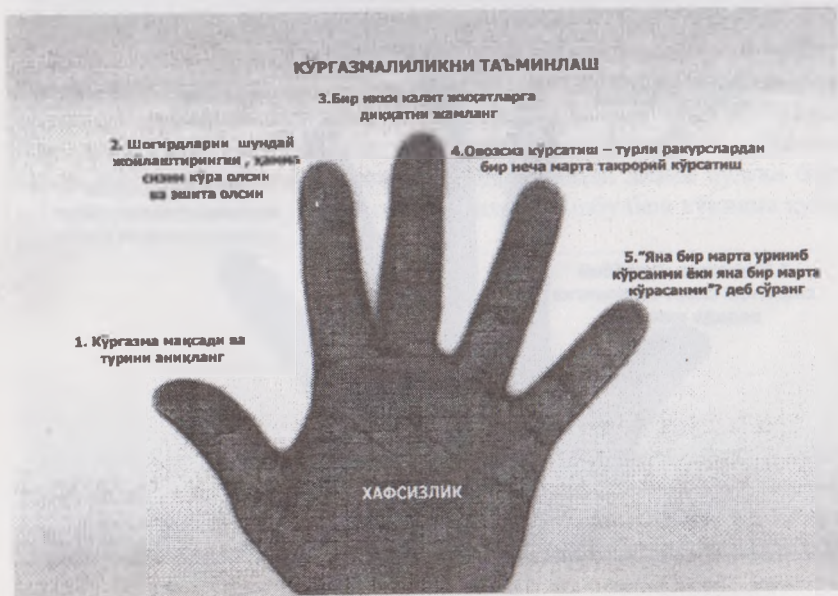 КЎРГАЗМАЛИЛИКНИ ТАЪМИНЛАШ
3.Бир икки калит жиҳатларга
диққатни жамланг
2. Шогирдларни шундай
жойлаштирингки , ҳамма
сизни кўра олсин
ва эшита олсин
4.Овозсиз кўрсатиш – турли ракурслардан
бир неча марта такрорий кўрсатиш
5."Яна бир марта уриниб
кўрсанми ёки яна бир марта
кўрасанми"? деб сўранг
1. Кўргазма мақсади ва
турини аниқланг
ХАФСИЗЛИК